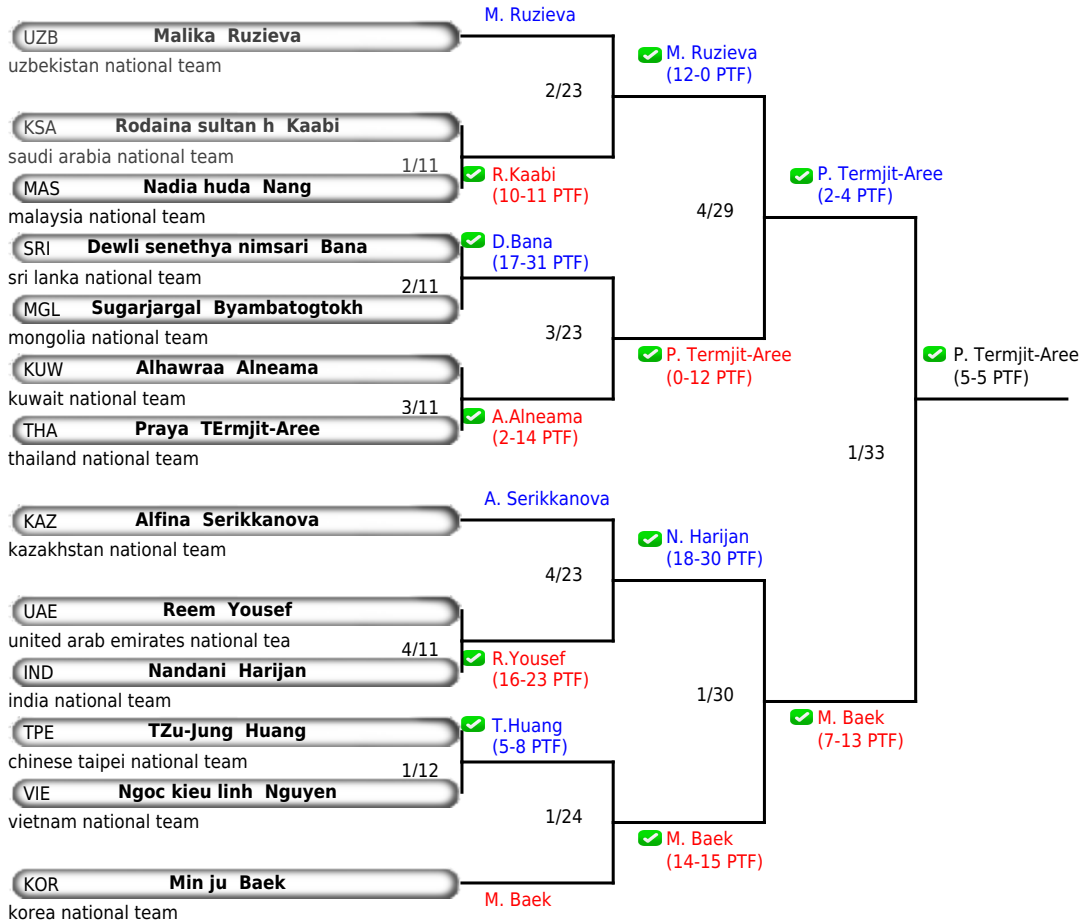 M. Ruzieva
UZB Malika Ruzieva
uzbekistan national team
M. Ruzieva
(12-0 PTF)
2/23
KSA Rodaina sultan h Kaabi
saudi arabia national team
1/11
R.Kaabi
(10-11 PTF)
MAS Nadia huda Nang
malaysia national team
P. Termjit-Aree
(2-4 PTF)
4/29
SRI Dewli senethya nimsari Bana
sri lanka national team
D.Bana
(17-31 PTF)
2/11
MGL Sugarjargal Byambatogtokh
mongolia national team
3/23
P. Termjit-Aree
(0-12 PTF)
P. Termjit-Aree
(5-5 PTF)
KUW Alhawraa Alneama
kuwait national team
3/11
A.Alneama
(2-14 PTF)
THA Praya TErmjit-Aree
thailand national team
1/33
A. Serikkanova
KAZ Alfina Serikkanova
kazakhstan national team
N. Harijan
(18-30 PTF)
4/23
UAE Reem Yousef
united arab emirates national tea
4/11
R.Yousef
(16-23 PTF)
IND Nandani Harijan
india national team
1/30
M. Baek
(7-13 PTF)
TPE TZu-Jung Huang
chinese taipei national team
T.Huang
(5-8 PTF)
1/12
VIE Ngoc kieu linh Nguyen
vietnam national team
1/24
M. Baek
(14-15 PTF)
KOR Min ju Baek
korea national team
M. Baek